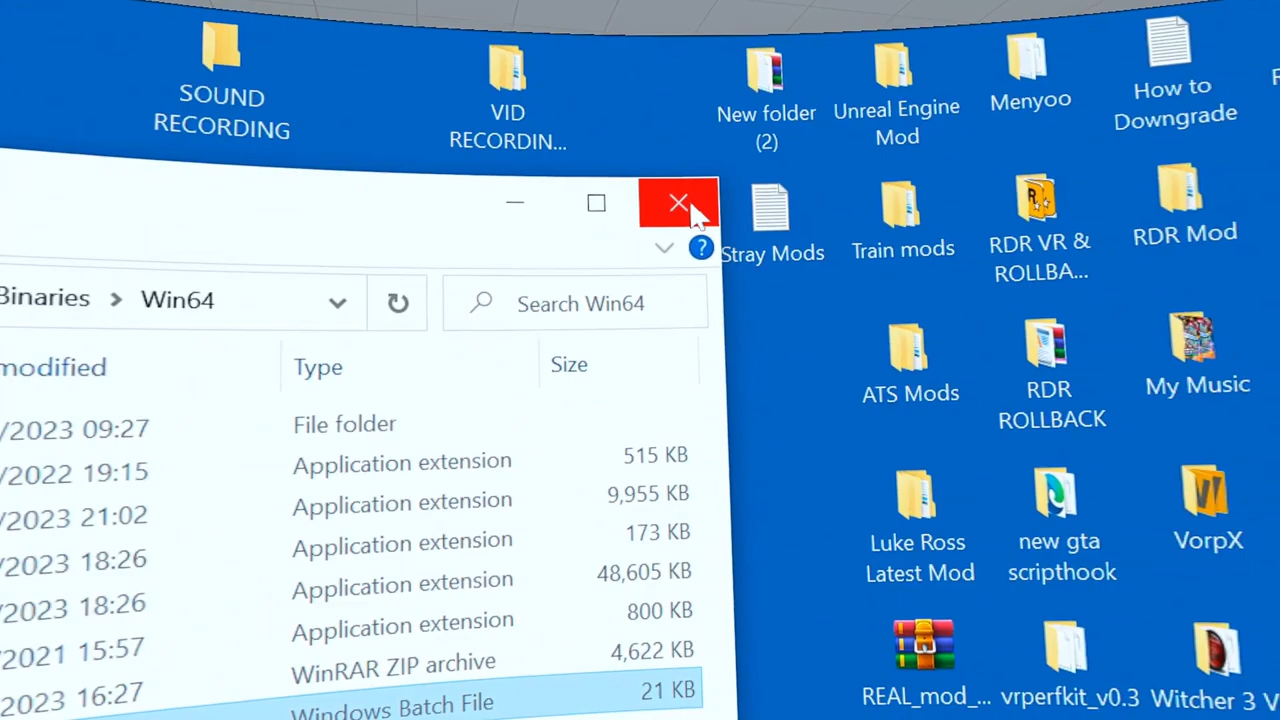 SOUND
RECORDING
VID
RECORDIN...
New folder
(2)
Unreal Engine
Mod
Menyoo
How to
Downgrade
Stray Mods
Train mods
RDR VR &
ROLLBA...
RDR Mod
Binaries > Win64
Search Win64
modified Type Size
/2023 09:27 File folder
/2022 19:15 Application extension 515 KB
/2023 21:02 Application extension 9,955 KB
/2023 18:26 Application extension 173 KB
/2023 18:26 Application extension 48,605 KB
/2021 15:57 Application extension 800 KB
/2023 16:27 WinRAR ZIP archive 4,622 KB
Windows Batch File 21 KB
ATS Mods
RDR
ROLLBACK
My Music
Luke Ross
Latest Mod
new gta
scripthook
VorpX
REAL_mod_...
vrperfkit_v0.3
Witcher 3 V